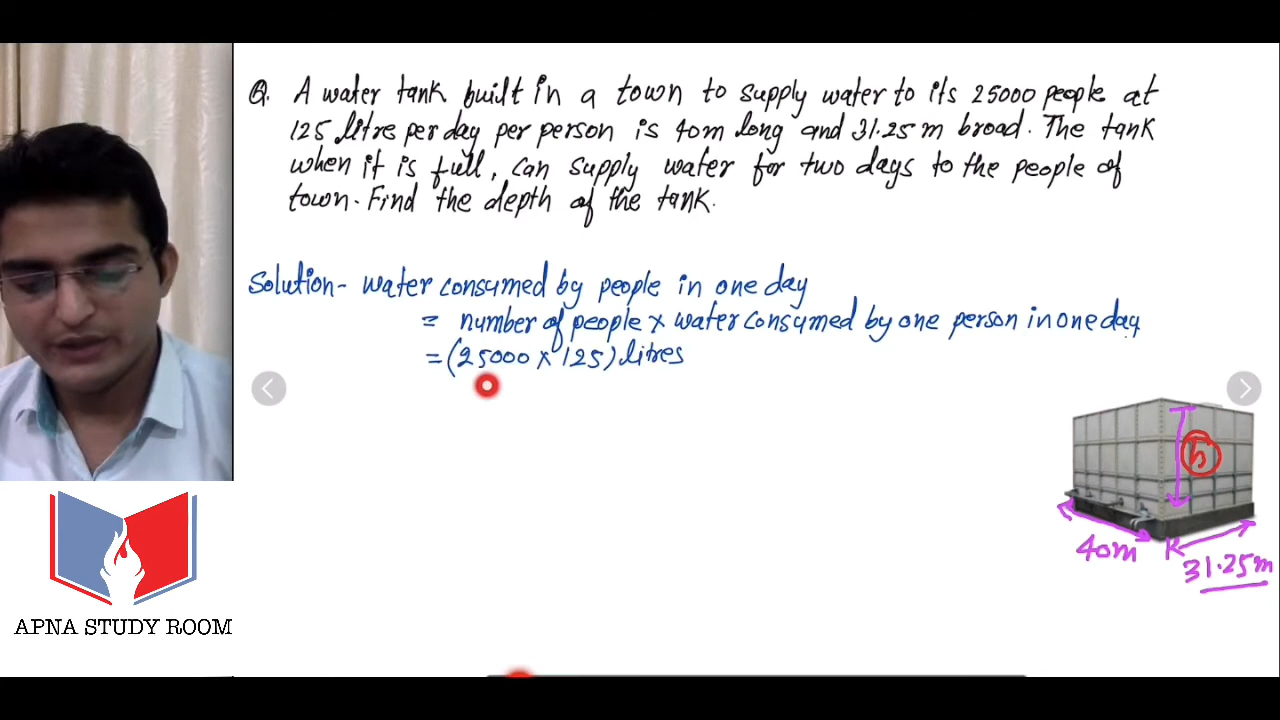 Q. A water tank built in a town to supply water to its 25000 people at
125 litre per day per person is 40m long and 31.25 m broad. The tank
when it is full, can supply water for two days to the people of
town. Find the depth of the tank.
Solution- water consumed by people in one day
= number of people × water consumed by one person in one day
= (25000 × 125) litres
h
40m
31.25m
APNA STUDY ROOM